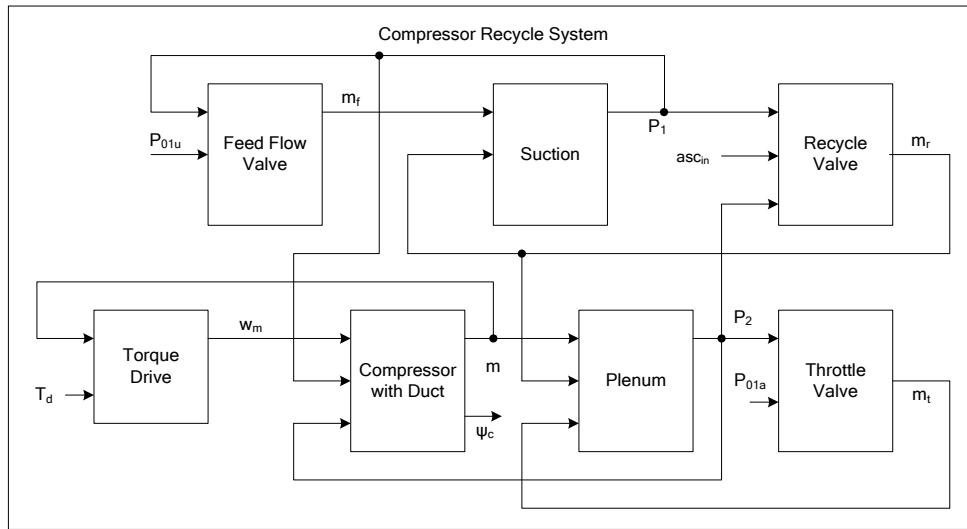 Compressor Recycle System
m_f
P_01u
Feed Flow
Valve
Suction
P_1
asc_in
Recycle
Valve
m_r
w_m
T_d
Torque
Drive
Compressor
with Duct
m
ψ_c
Plenum
P_2
P_01a
Throttle
Valve
m_t